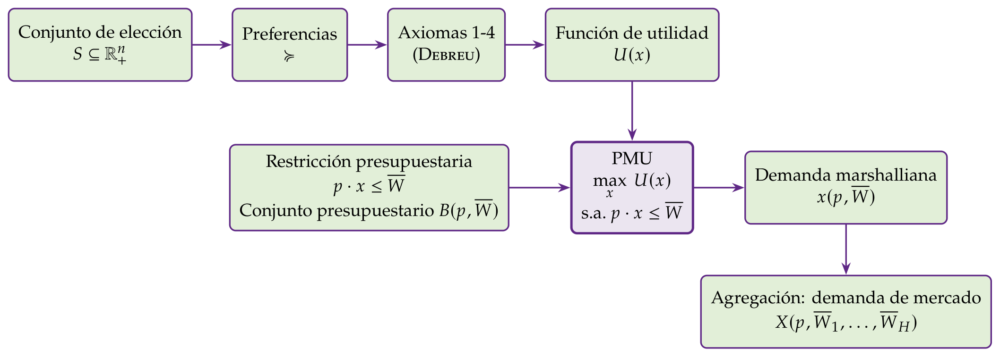 Conjunto de elección
S ⊆ ℝⁿ₊
Preferencias
≽
Axiomas 1-4
(Debreu)
Función de utilidad
U(x)
Restricción presupuestaria
p · x ≤ W̅
Conjunto presupuestario B(p, W̅)
PMU
max U(x)
x
s.a. p · x ≤ W̅
Demanda marshalliana
x(p, W̅)
Agregación: demanda de mercado
X(p, W̅₁, . . . , W̅_H)